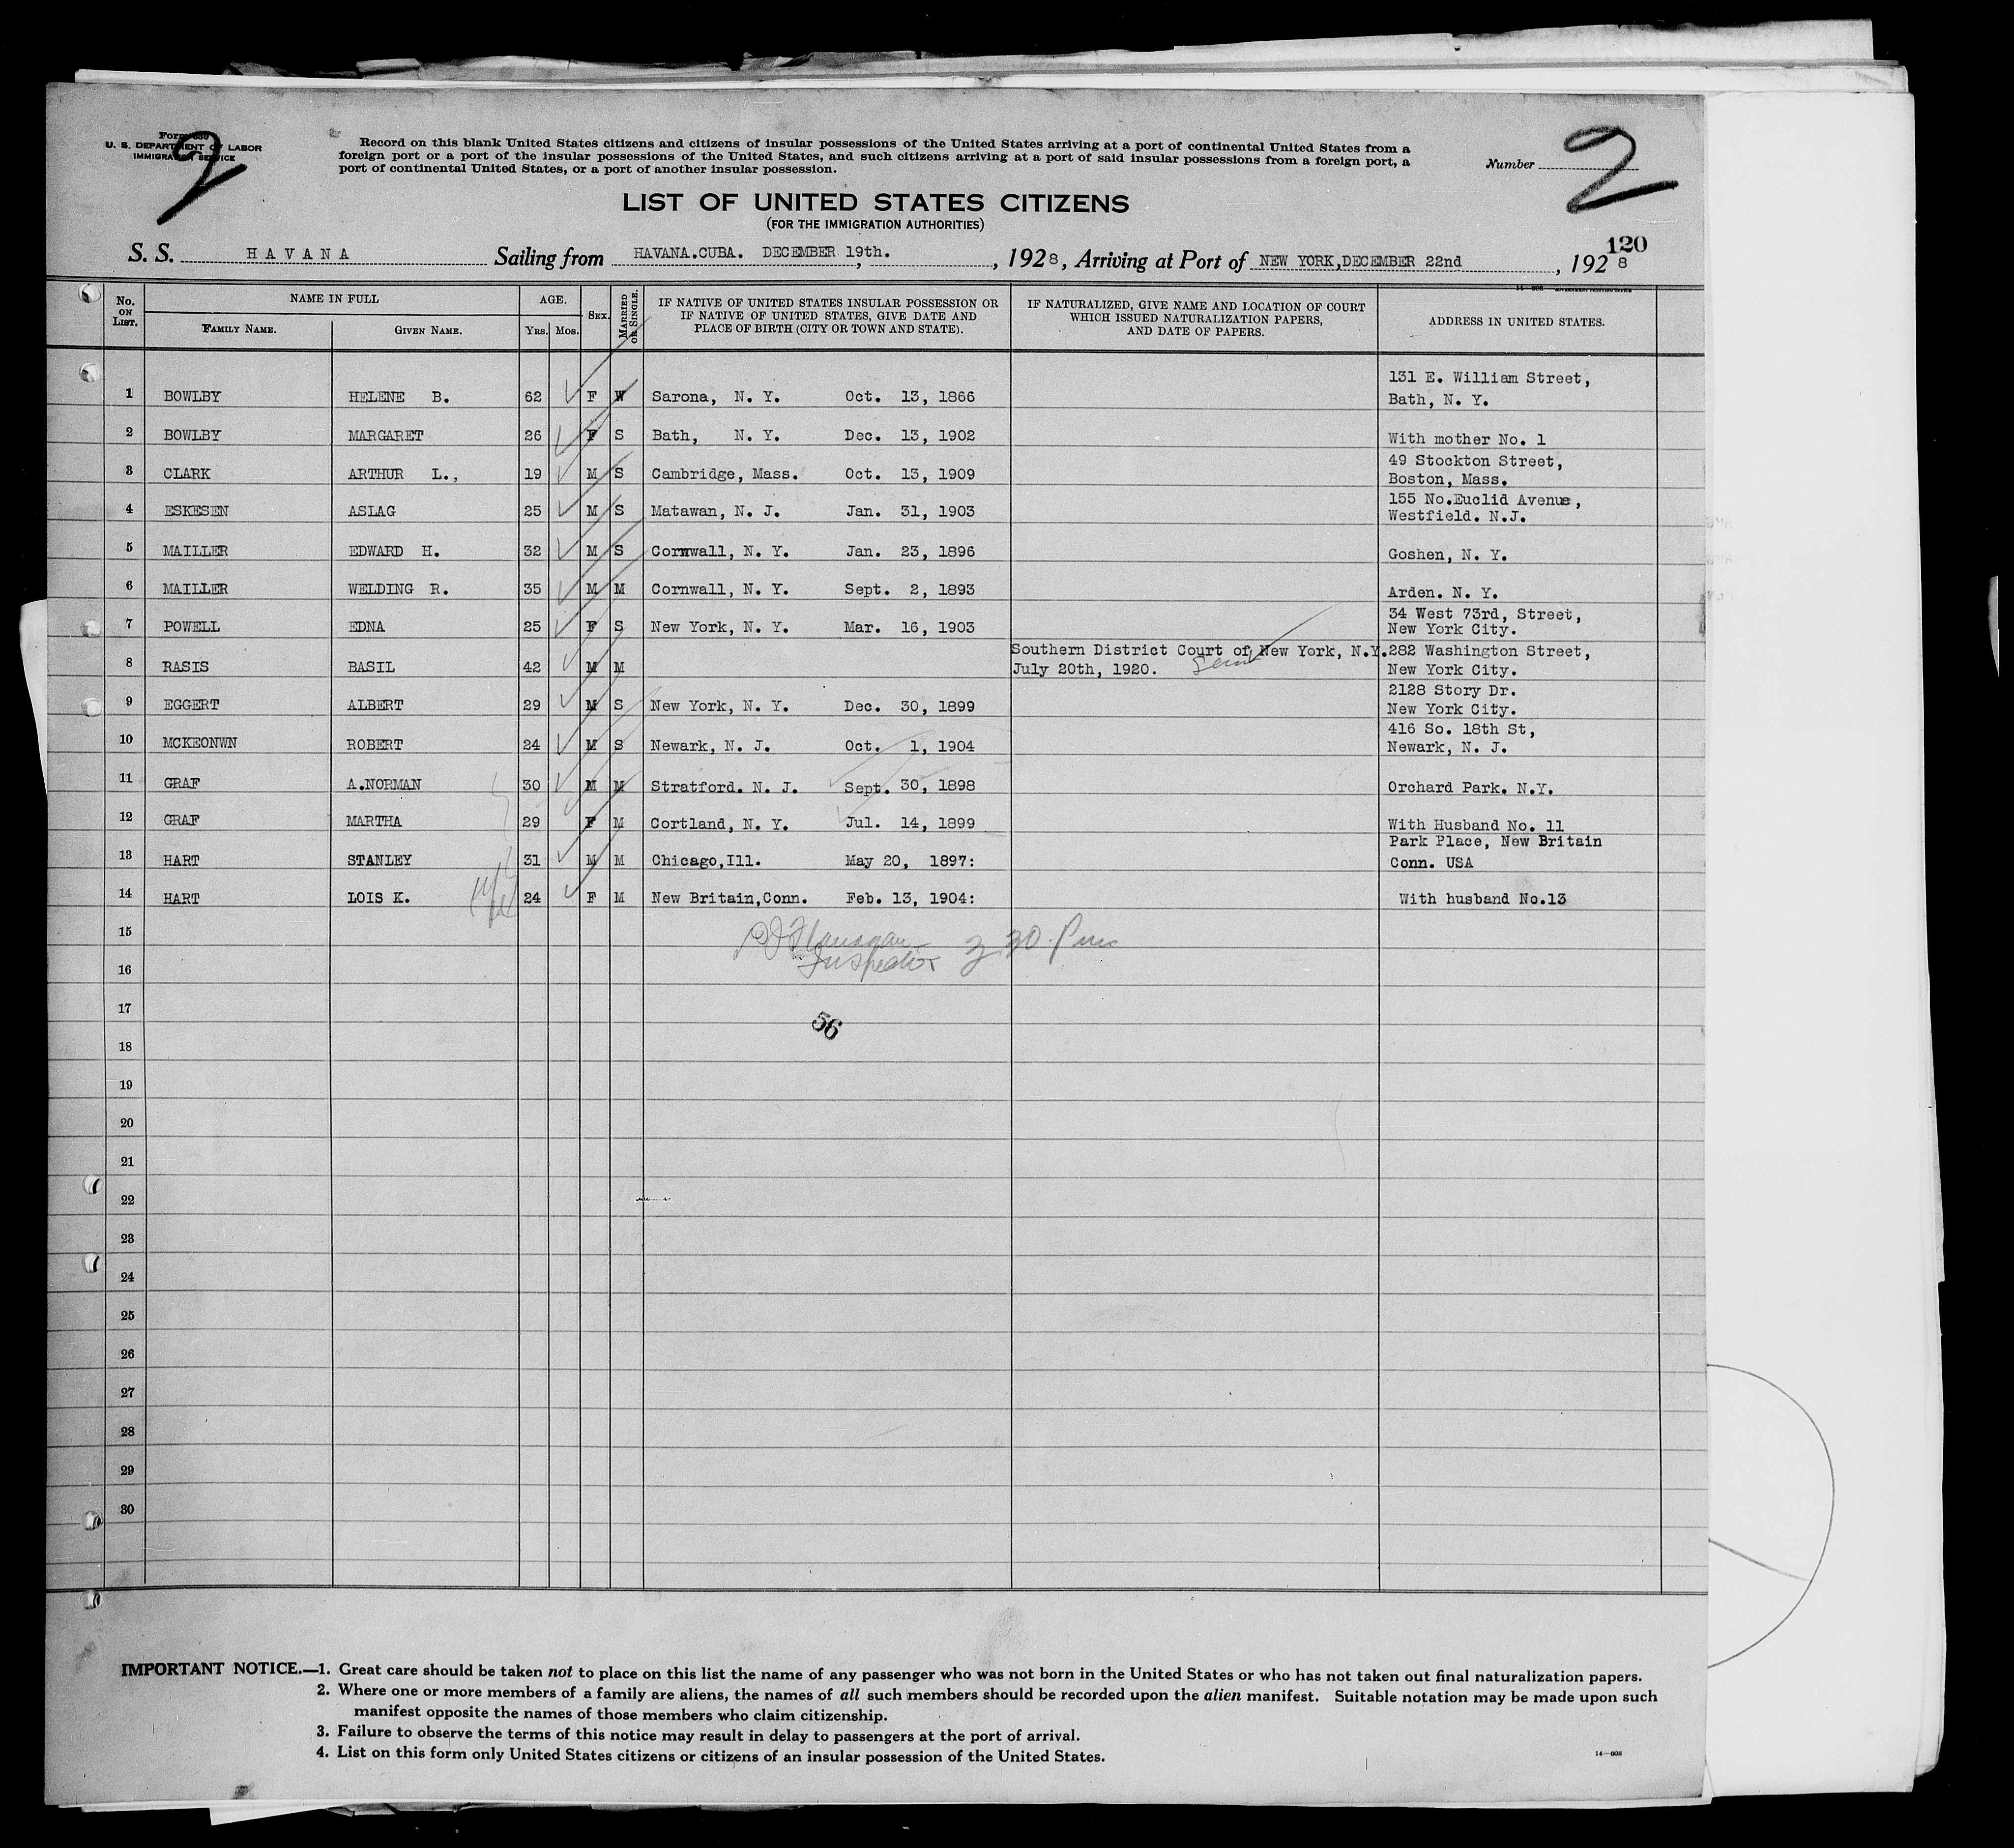 Form 630
U. S. DEPARTMENT OF LABOR
IMMIGRATION SERVICE
2
Record on this blank United States citizens and citizens of insular possessions of the United States arriving at a port of continental United States from a
foreign port or a port of the insular possessions of the United States, and such citizens arriving at a port of said insular possessions from a foreign port, a
port of continental United States, or a port of another insular possession.
Number 2
LIST OF UNITED STATES CITIZENS
(FOR THE IMMIGRATION AUTHORITIES)
120
S. S. HAVANA Sailing from HAVANA.CUBA. DECEMBER 19th. , 1928, Arriving at Port of NEW YORK,DECEMBER 22nd , 1928
No. ON LIST. NAME IN FULL FAMILY NAME. GIVEN NAME. AGE. Yrs. Mos. SEX. MARRIED OR SINGLE. IF NATIVE OF UNITED STATES INSULAR POSSESSION OR IF NATIVE OF UNITED STATES, GIVE DATE AND PLACE OF BIRTH (CITY OR TOWN AND STATE). IF NATURALIZED, GIVE NAME AND LOCATION OF COURT WHICH ISSUED NATURALIZATION PAPERS, AND DATE OF PAPERS. ADDRESS IN UNITED STATES.
1 BOWLBY HELENE B. 62 F W Sarona, N. Y. Oct. 13, 1866 131 E. William Street, Bath, N. Y.
2 BOWLBY MARGARET 26 F S Bath, N. Y. Dec. 13, 1902 With mother No. 1
3 CLARK ARTHUR L., 19 M S Cambridge, Mass. Oct. 13, 1909 49 Stockton Street, Boston, Mass.
4 ESKESEN ASLAG 25 M S Matawan, N. J. Jan. 31, 1903 155 No.Euclid Avenue, Westfield. N.J.
5 MAILLER EDWARD H. 32 M S Cornwall, N. Y. Jan. 23, 1896 Goshen, N. Y.
6 MAILLER WELDING R. 35 M M Cornwall, N. Y. Sept. 2, 1893 Arden. N. Y.
7 POWELL EDNA 25 F S New York, N. Y. Mar. 16, 1903 34 West 73rd, Street, New York City.
8 RASIS BASIL 42 M M Southern District Court of New York, N.Y. July 20th, 1920. 282 Washington Street, New York City.
9 EGGERT ALBERT 29 M S New York, N. Y. Dec. 30, 1899 2128 Story Dr. New York City.
10 MCKEONWN ROBERT 24 M S Newark, N. J. Oct. 1, 1904 416 So. 18th St, Newark, N. J.
11 GRAF A.NORMAN 30 M M Stratford. N. J. Sept. 30, 1898 Orchard Park. N.Y.
12 GRAF MARTHA 29 F M Cortland, N. Y. Jul. 14, 1899 With Husband No. 11
13 HART STANLEY 31 M M Chicago,Ill. May 20, 1897: Park Place, New Britain Conn. USA
14 HART LOIS K. 24 F M New Britain,Conn. Feb. 13, 1904: With husband No.13
15
Flanagan
Inspector 3 30 Pm
16
17
56
18
19
20
21
22
23
24
25
26
27
28
29
30
IMPORTANT NOTICE.—1. Great care should be taken not to place on this list the name of any passenger who was not born in the United States or who has not taken out final naturalization papers.
2. Where one or more members of a family are aliens, the names of all such members should be recorded upon the alien manifest. Suitable notation may be made upon such
manifest opposite the names of those members who claim citizenship.
3. Failure to observe the terms of this notice may result in delay to passengers at the port of arrival.
4. List on this form only United States citizens or citizens of an insular possession of the United States.
14—608